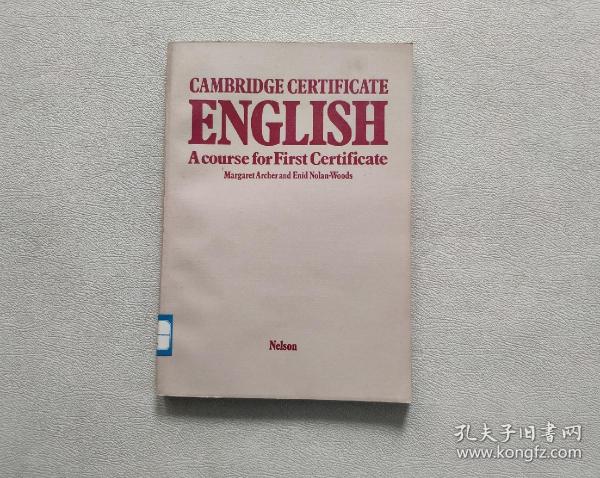 CAMBRIDGE CERTIFICATE
ENGLISH
A course for First Certificate
Margaret Archer and Enid Nolan-Woods
Nelson
孔夫子旧书网
www.kongfz.com